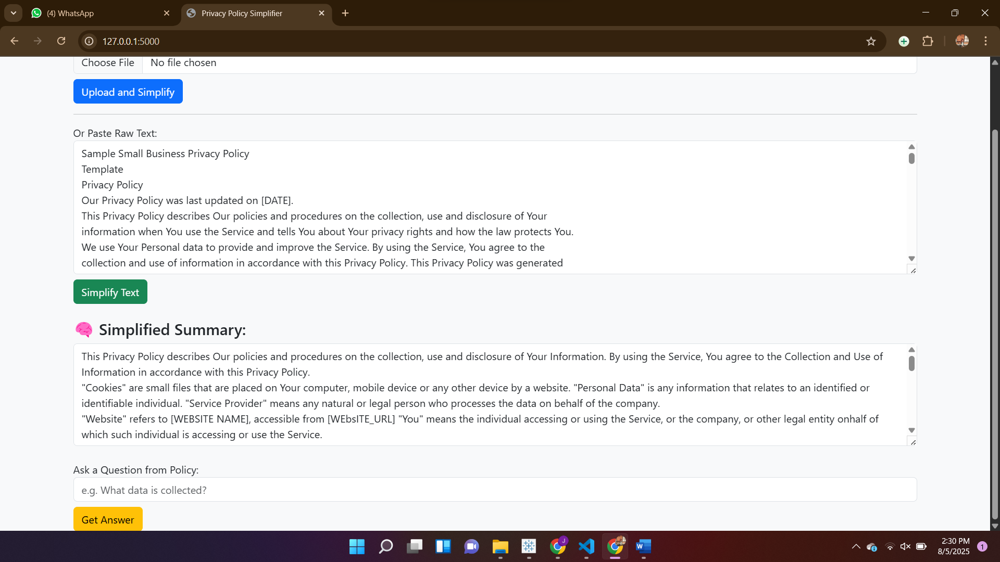 (4) WhatsApp
Privacy Policy Simplifier
127.0.0.1:5000
Choose File No file chosen
Upload and Simplify
Or Paste Raw Text:
Sample Small Business Privacy Policy
Template
Privacy Policy
Our Privacy Policy was last updated on [DATE].
This Privacy Policy describes Our policies and procedures on the collection, use and disclosure of Your
information when You use the Service and tells You about Your privacy rights and how the law protects You.
We use Your Personal data to provide and improve the Service. By using the Service, You agree to the
collection and use of information in accordance with this Privacy Policy. This Privacy Policy was generated
Simplify Text
Simplified Summary:
This Privacy Policy describes Our policies and procedures on the collection, use and disclosure of Your Information. By using the Service, You agree to the Collection and Use of
Information in accordance with this Privacy Policy.
"Cookies" are small files that are placed on Your computer, mobile device or any other device by a website. "Personal Data" is any information that relates to an identified or
identifiable individual. "Service Provider" means any natural or legal person who processes the data on behalf of the company.
"Website" refers to [WEBSITE NAME], accessible from [WEbsITE_URL] "You" means the individual accessing or using the Service, or the company, or other legal entity onhalf of
which such individual is accessing or use the Service.
Ask a Question from Policy:
e.g. What data is collected?
Get Answer
J
W
2:30 PM
8/5/2025
1